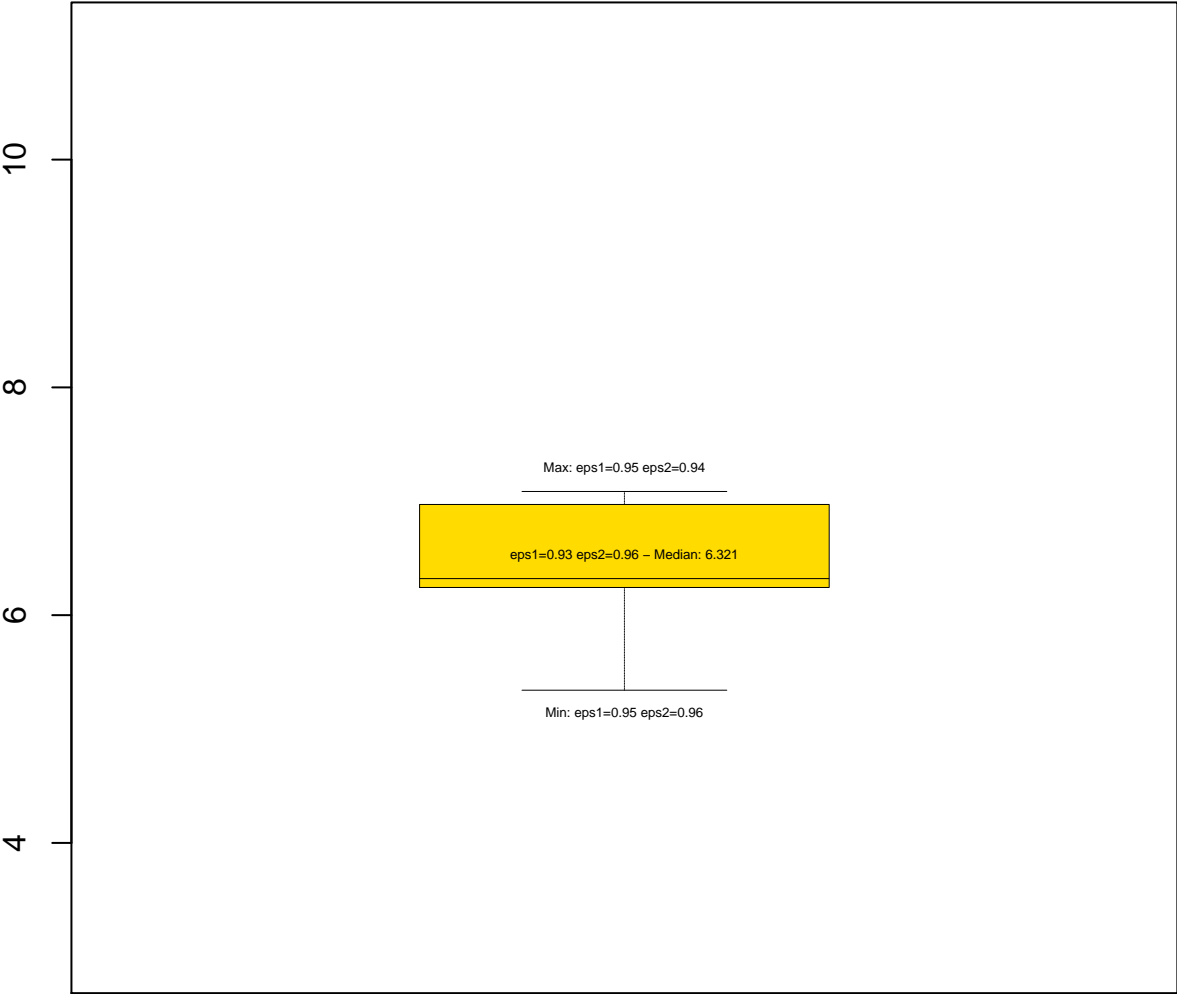 10
8
Max: eps1=0.95 eps2=0.94
eps1=0.93 eps2=0.96 − Median: 6.321
6
Min: eps1=0.95 eps2=0.96
4